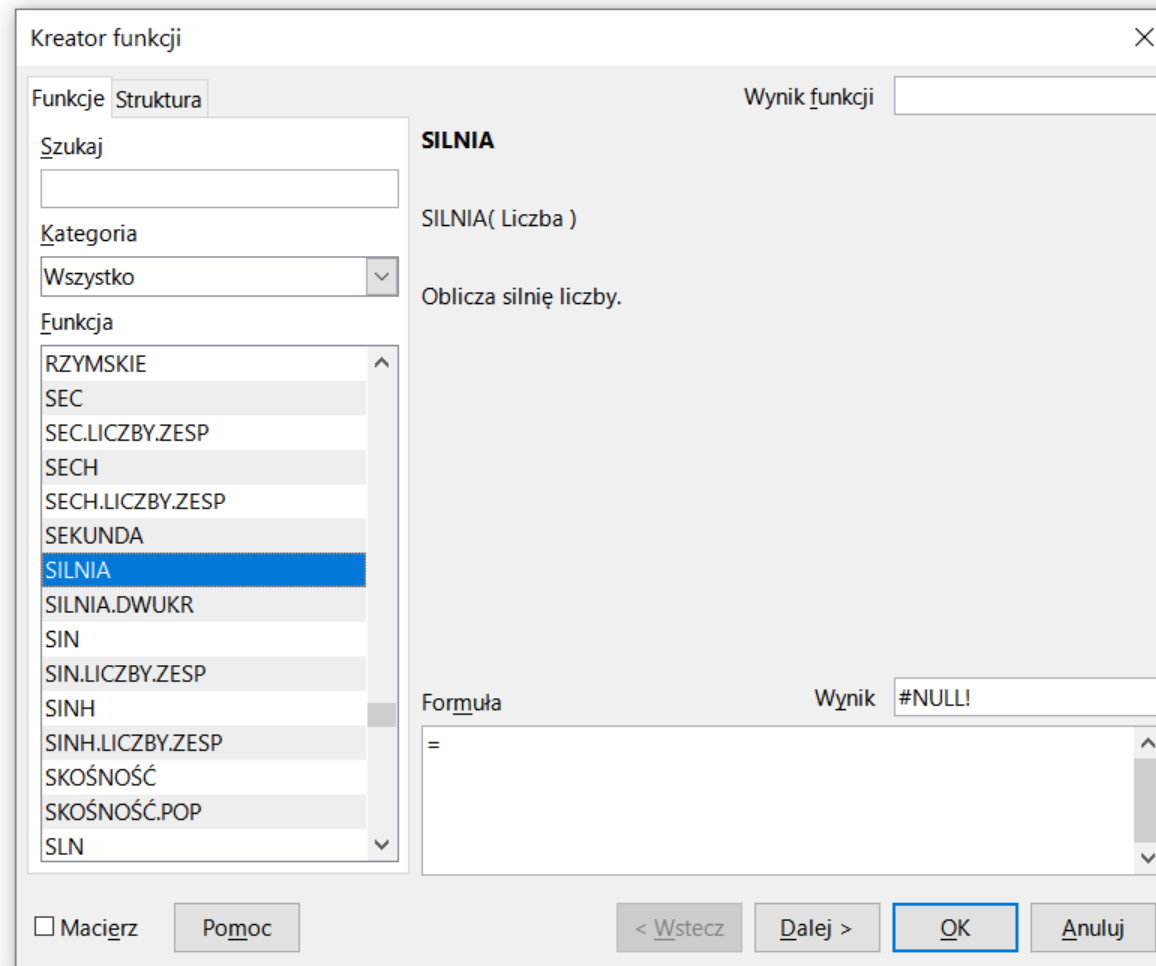 Kreator funkcji
Funkcje Struktura
Wynik funkcji
Szukaj
Kategoria
Wszystko
Funkcja
RZYMSKIE
SEC
SEC.LICZBY.ZESP
SECH
SECH.LICZBY.ZESP
SEKUNDA
SILNIA
SILNIA.DWUKR
SIN
SIN.LICZBY.ZESP
SINH
SINH.LICZBY.ZESP
SKOŚNOŚĆ
SKOŚNOŚĆ.POP
SLN
SILNIA
SILNIA( Liczba )
Oblicza silnię liczby.
Formuła
Wynik #NULL!
=
Macierz Pomoc < Wstecz Dalej > OK Anuluj